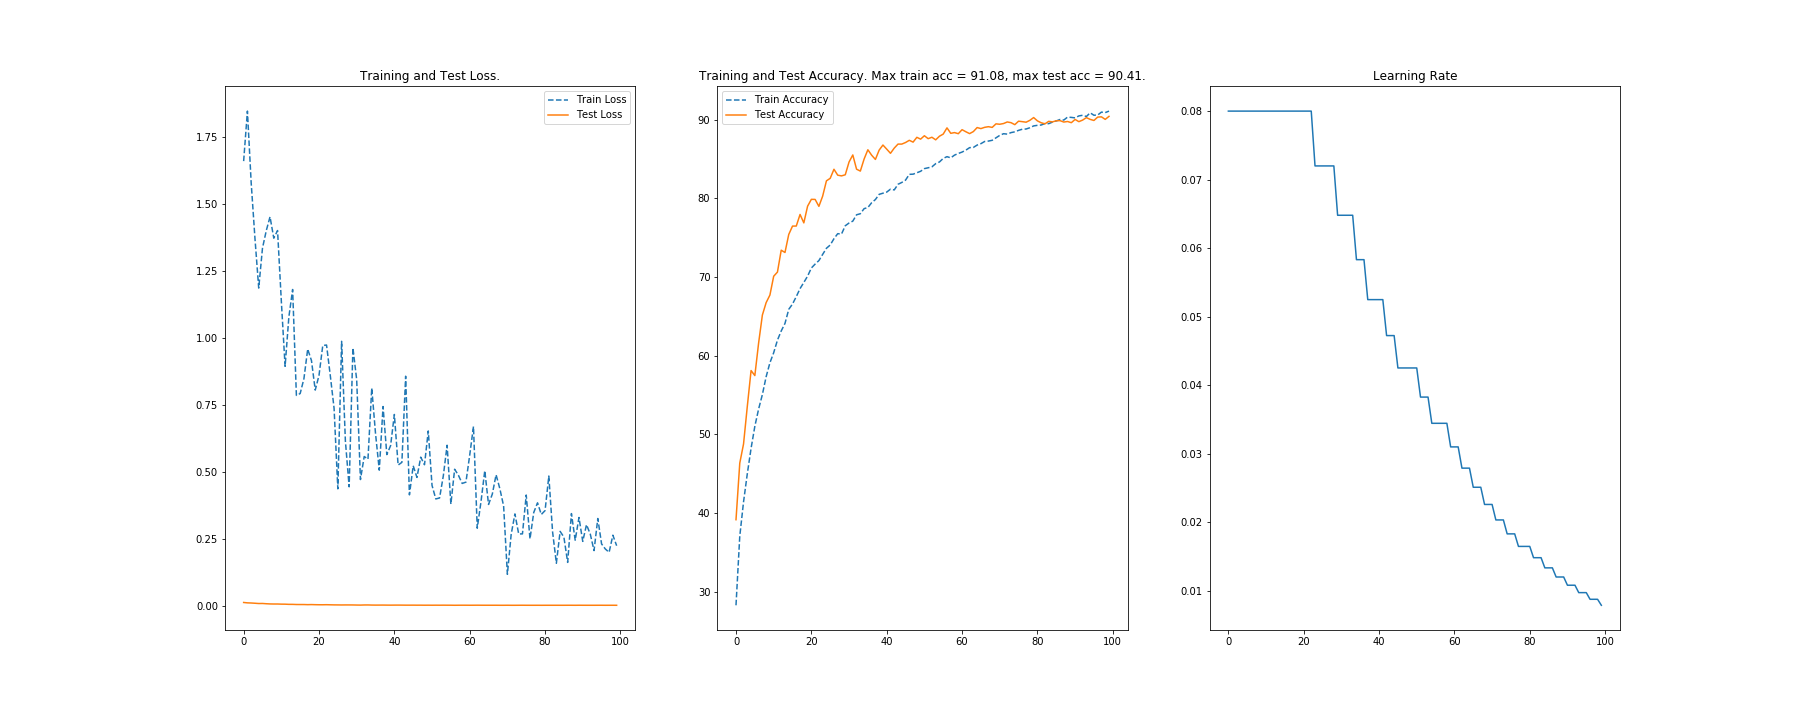 Training and Test Loss.
Train Loss
Test Loss
1.75
1.50
1.25
1.00
0.75
0.50
0.25
0.00
0 20 40 60 80 100
Training and Test Accuracy. Max train acc = 91.08, max test acc = 90.41.
Train Accuracy
Test Accuracy
90
80
70
60
50
40
30
0 20 40 60 80 100
Learning Rate
0.08
0.07
0.06
0.05
0.04
0.03
0.02
0.01
0 20 40 60 80 100